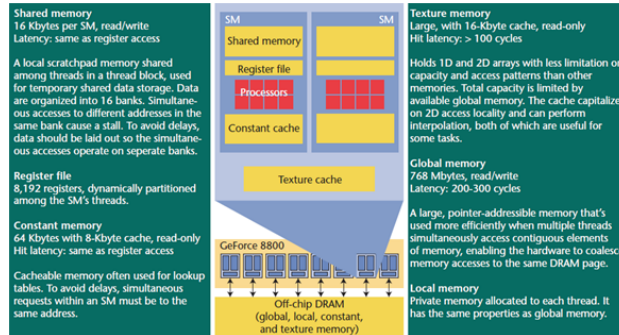 Shared memory
16 Kbytes per SM, read/write
Latency: same as register access
A local scratchpad memory shared
among threads in a thread block, used
for temporary shared data storage. Data
are organized into 16 banks. Simultane-
ous accesses to different addresses in the
same bank cause a stall. To avoid delays,
data should be laid out so the simultane-
ous accesses operate on seperate banks.
Register file
8,192 registers, dynamically partitioned
among the SM's threads.
Constant memory
64 Kbytes with 8-Kbyte cache, read-only
Hit latency: same as register access
Cacheable memory often used for lookup
tables. To avoid delays, simultaneous
requests within an SM must be to the
same address.
SM
Shared memory
Register file
Processors
Constant cache
SM
Texture cache
GeForce 8800
Off-chip DRAM
(global, local, constant,
and texture memory)
Texture memory
Large, with 16-Kbyte cache, read-only
Hit latency: > 100 cycles
Holds 1D and 2D arrays with less limitation on
capacity and access patterns than other
memories. Total capacity is limited by
available global memory. The cache capitalize
on 2D access locality and can perform
interpolation, both of which are useful for
some tasks.
Global memory
768 Mbytes, read/write
Latency: 200-300 cycles
A large, pointer-addressible memory that's
used more efficiently when multiple threads
simultaneously access contiguous elements
of memory, enabling the hardware to coalesc
memory accesses to the same DRAM page.
Local memory
Private memory allocated to each thread. It
has the same properties as global memory.